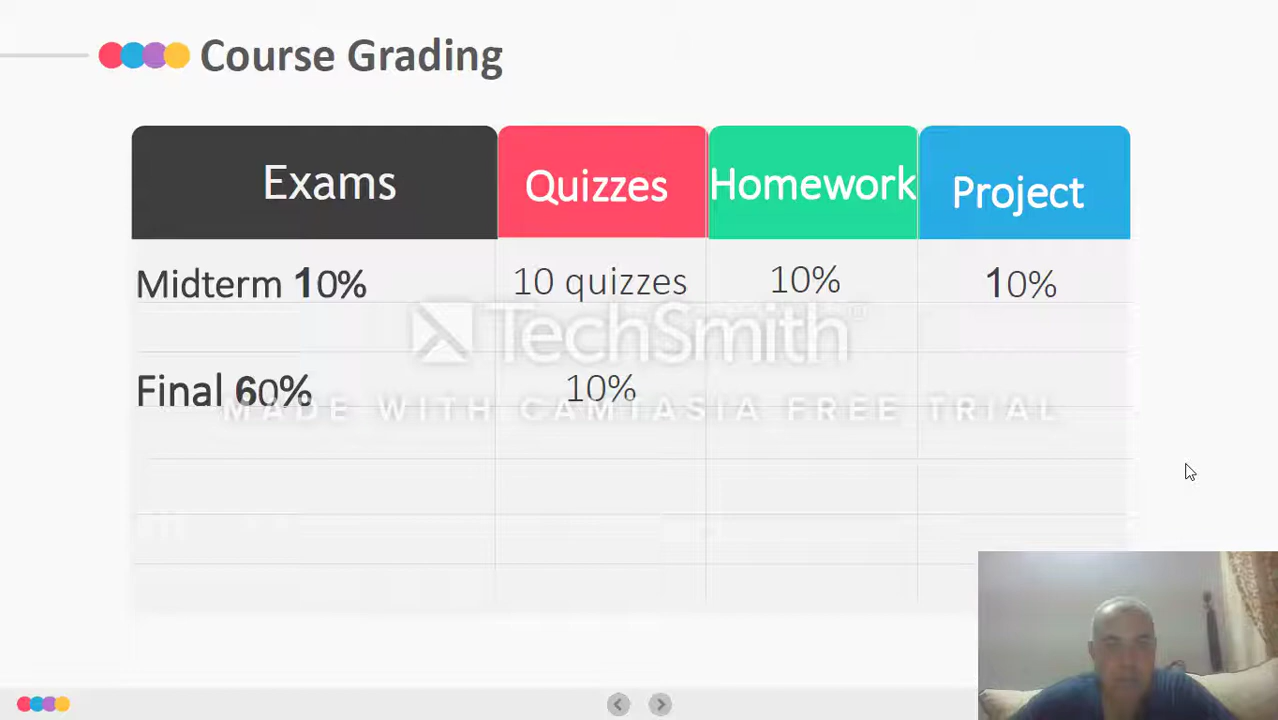 Course Grading
Exams Quizzes Homework Project
Midterm 10% 10 quizzes 10% 10%
TechSmith
Final 60% 10%
MADE WITH CAMTASIA FREE TRIAL